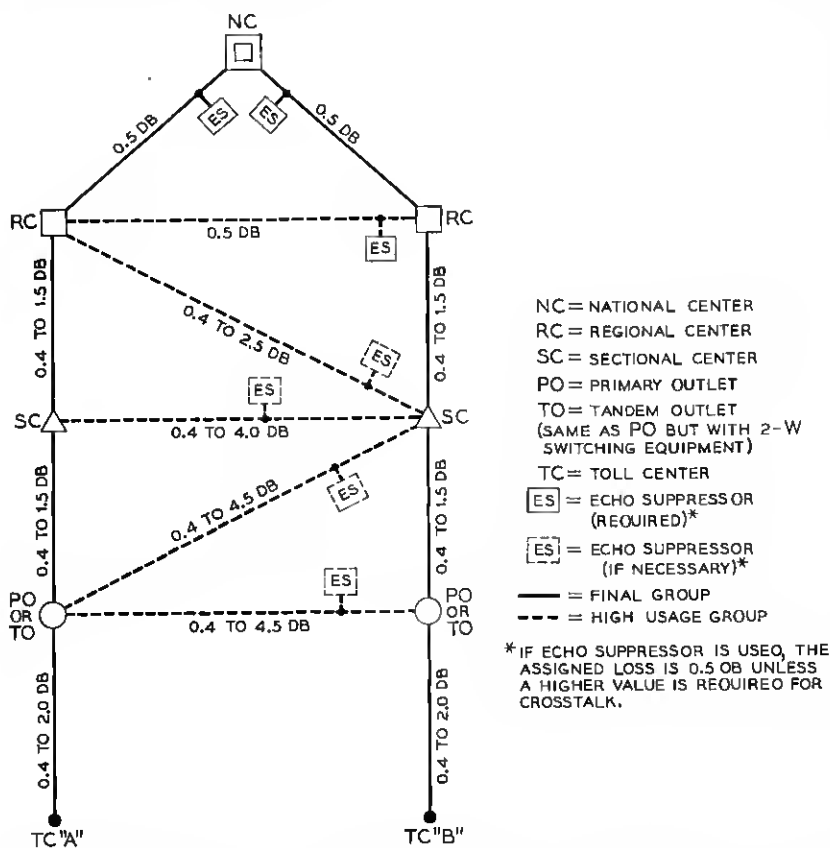 NC
ES
ES
0.5 DB
0.5 DB
RC
RC
0.5 DB
ES
0.4 TO 1.5 DB
0.4 TO 2.5 DB
0.4 TO 1.5 DB
ES
ES
SC
SC
0.4 TO 4.0 DB
0.4 TO 1.5 DB
0.4 TO 4.5 DB
ES
0.4 TO 1.5 DB
ES
PO
OR
TO
0.4 TO 4.5 DB
PO
OR
TO
0.4 TO 2.0 DB
0.4 TO 2.0 DB
TC "A"
TC "B"
NC = NATIONAL CENTER
RC = REGIONAL CENTER
SC = SECTIONAL CENTER
PO = PRIMARY OUTLET
TO = TANDEM OUTLET
(SAME AS PO BUT WITH 2-W
SWITCHING EQUIPMENT)
TC = TOLL CENTER
ES = ECHO SUPPRESSOR
(REQUIRED)*
ES = ECHO SUPPRESSOR
(IF NECESSARY)*
= FINAL GROUP
= HIGH USAGE GROUP
* IF ECHO SUPPRESSOR IS USED, THE
ASSIGNED LOSS IS 0.5 DB UNLESS
A HIGHER VALUE IS REQUIRED FOR
CROSSTALK.